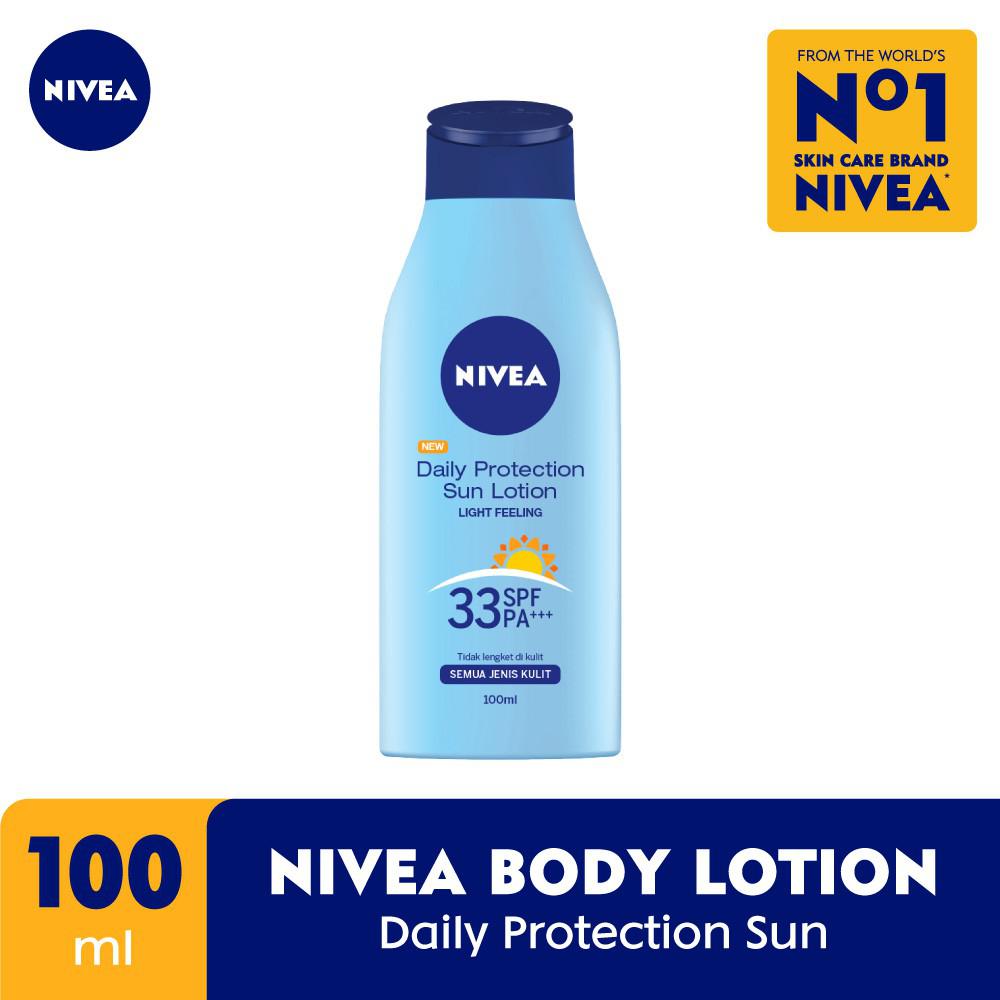 NIVEA
FROM THE WORLD'S
Nº1
SKIN CARE BRAND
NIVEA*
NIVEA
NEW
Daily Protection
Sun Lotion
LIGHT FEELING
33 SPF
PA+++
Tidak lengket di kulit
SEMUA JENIS KULIT
100ml
100
ml
NIVEA BODY LOTION
Daily Protection Sun